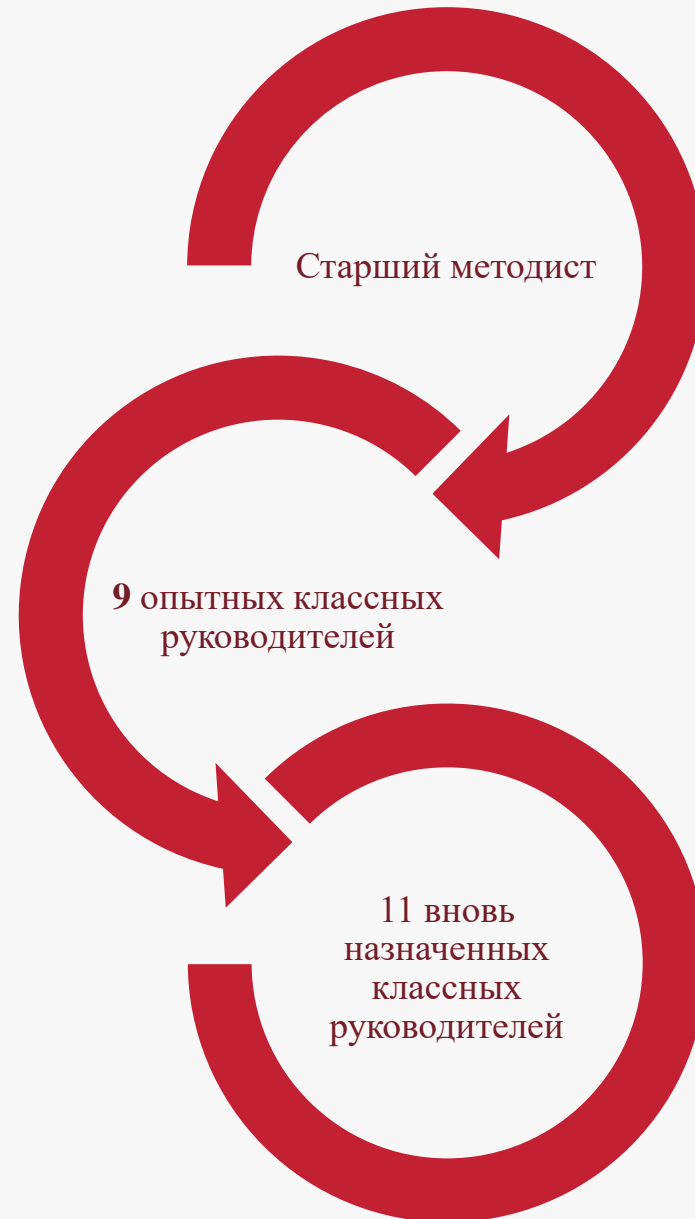 Старший методист
9 опытных классных
руководителей
11 вновь
назначенных
классных
руководителей